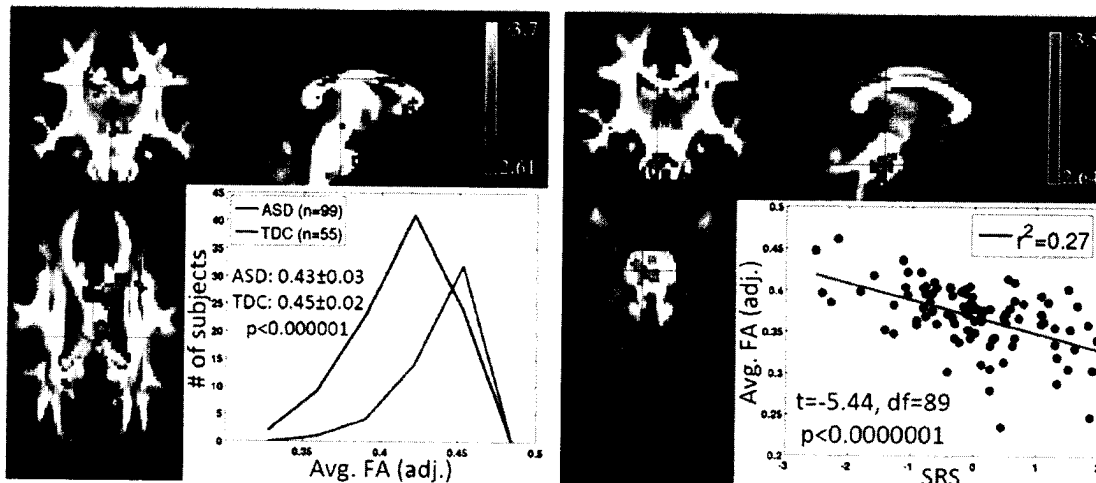 -3.7
2.61
45
40
35
30
25
20
15
10
5
0
# of subjects
ASD (n=99)
TDC (n=55)
ASD: 0.43±0.03
TDC: 0.45±0.02
p<0.000001
0.35
0.4
0.45
0.5
Avg. FA (adj.)
-3.5
2.64
0.5
0.45
0.4
0.35
0.3
0.25
0.2
Avg. FA (adj.)
r²=0.27
t=-5.44, df=89
p<0.0000001
-3
-2
-1
0
1
2
SRS